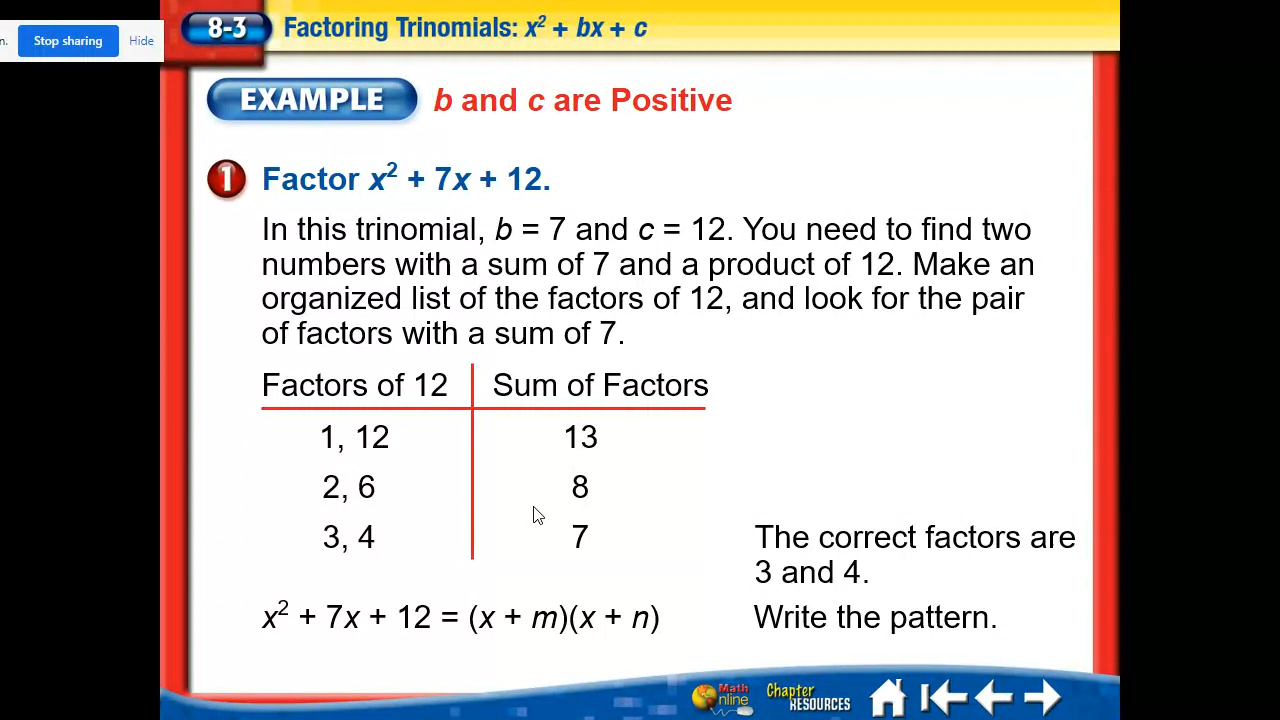 8-3 Factoring Trinomials: x² + bx + c
n. Stop sharing Hide
EXAMPLE b and c are Positive
1 Factor x² + 7x + 12.
In this trinomial, b = 7 and c = 12. You need to find two
numbers with a sum of 7 and a product of 12. Make an
organized list of the factors of 12, and look for the pair
of factors with a sum of 7.
Factors of 12 Sum of Factors
1, 12 13
2, 6 8
3, 4 7
The correct factors are
3 and 4.
x² + 7x + 12 = (x + m)(x + n) Write the pattern.
Math
Online
Chapter
RESOURCES